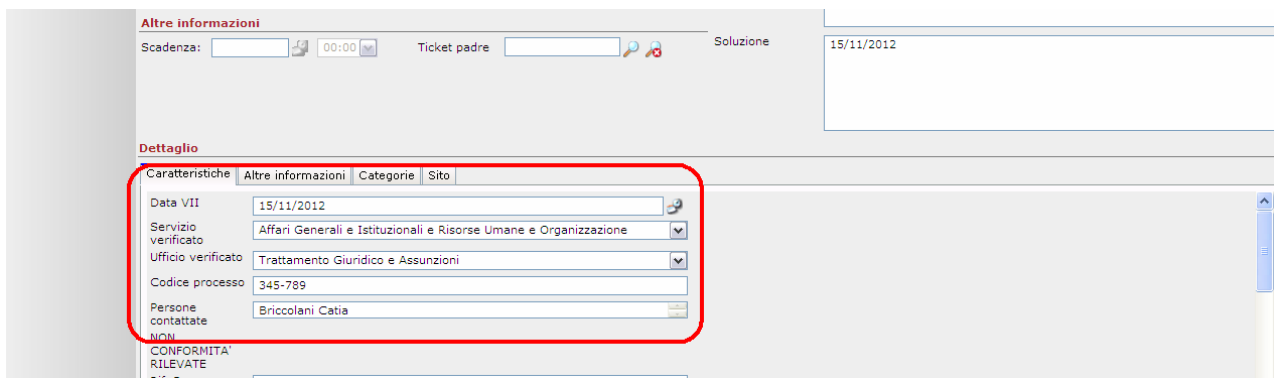 Altre informazioni
Scadenza: 00:00 Ticket padre
Soluzione 15/11/2012
Dettaglio
Caratteristiche Altre informazioni Categorie Sito
Data VII 15/11/2012
Servizio
verificato Affari Generali e Istituzionali e Risorse Umane e Organizzazione
Ufficio verificato Trattamento Giuridico e Assunzioni
Codice processo 345-789
Persone
contattate Briccolani Catia
NON
CONFORMITA'
RILEVATE